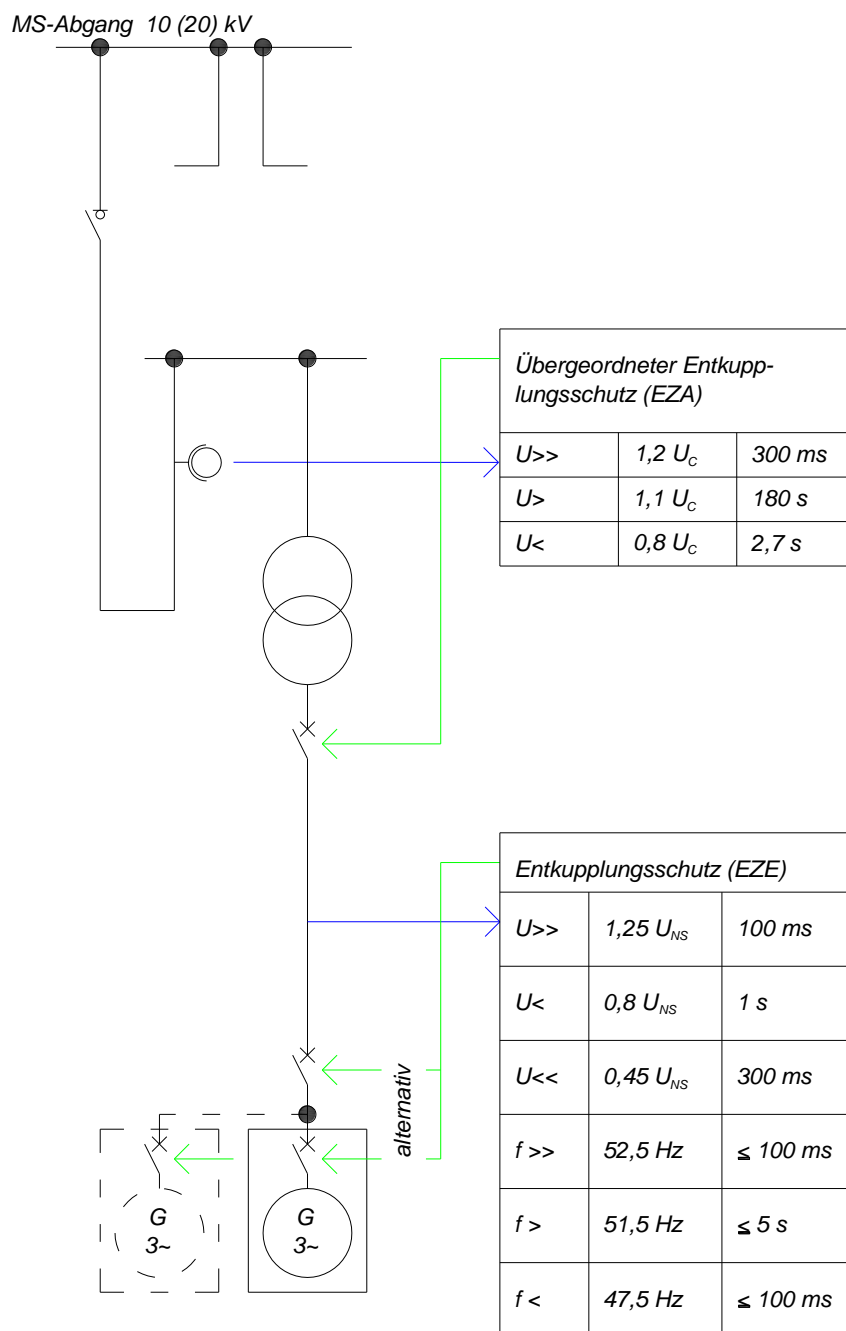 MS-Abgang 10 (20) kV
Übergeordneter Entkupp-
lungsschutz (EZA)
U>> 1,2 U_C 300 ms
U> 1,1 U_C 180 s
U< 0,8 U_C 2,7 s
Entkupplungsschutz (EZE)
U>> 1,25 U_NS 100 ms
U< 0,8 U_NS 1 s
U<< 0,45 U_NS 300 ms
f >> 52,5 Hz ≤ 100 ms
f > 51,5 Hz ≤ 5 s
f < 47,5 Hz ≤ 100 ms
alternativ
G
3~
G
3~